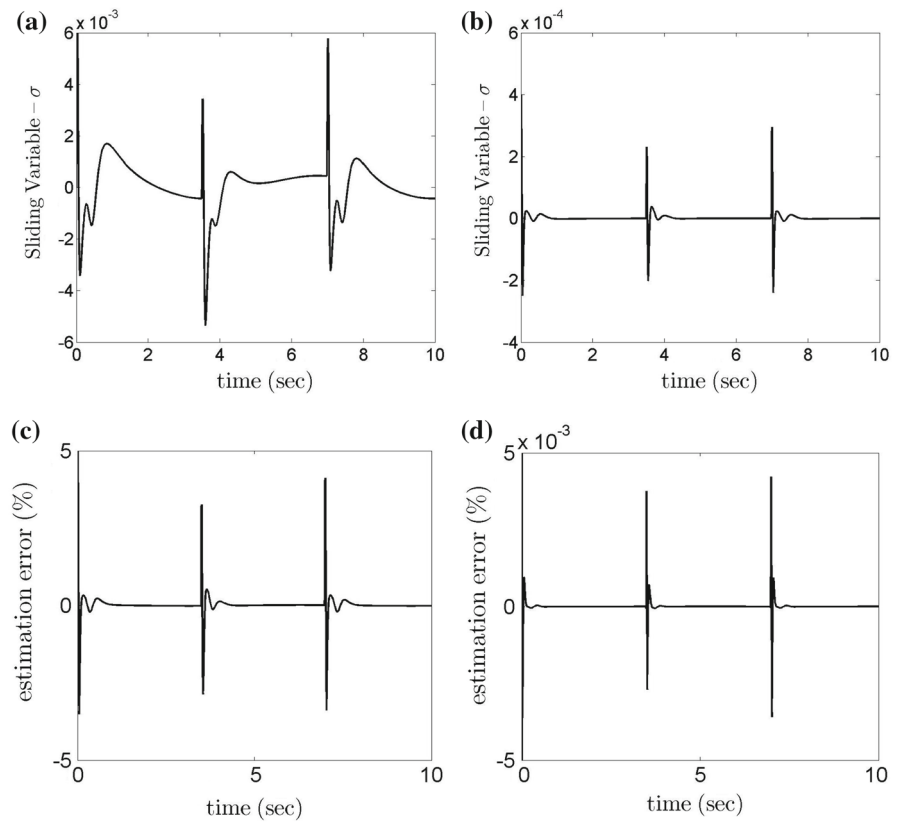 (a)
6 x 10⁻³
4
2
0
-2
-4
-6
Sliding Variable – σ
0 2 4 6 8 10
time (sec)
(b)
6 x 10⁻⁴
4
2
0
-2
-4
Sliding Variable – σ
0 2 4 6 8 10
time (sec)
(c)
5
0
-5
estimation error (%)
0 5 10
time (sec)
(d)
5 x 10⁻³
0
-5
estimation error (%)
0 5 10
time (sec)